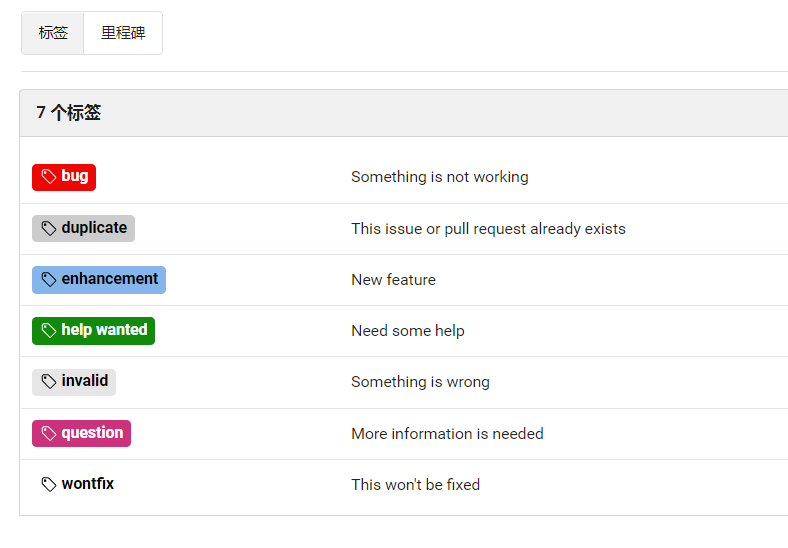 标签 里程碑
7 个标签
bug Something is not working
duplicate This issue or pull request already exists
enhancement New feature
help wanted Need some help
invalid Something is wrong
question More information is needed
wontfix This won't be fixed